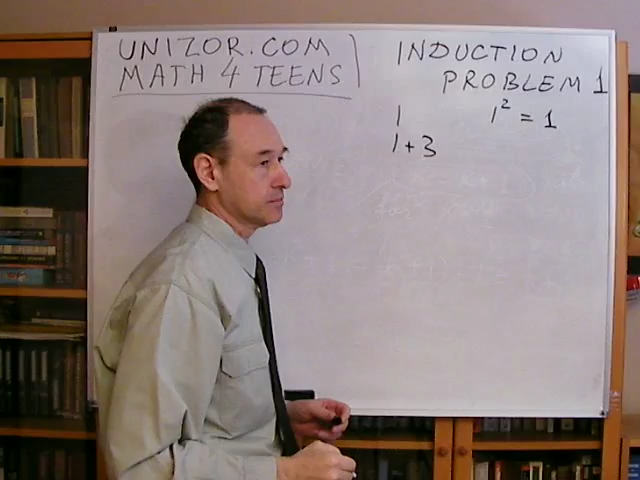 UNIZOR.COM
MATH 4 TEENS
INDUCTION
PROBLEM 1
1 1² = 1
1 + 3